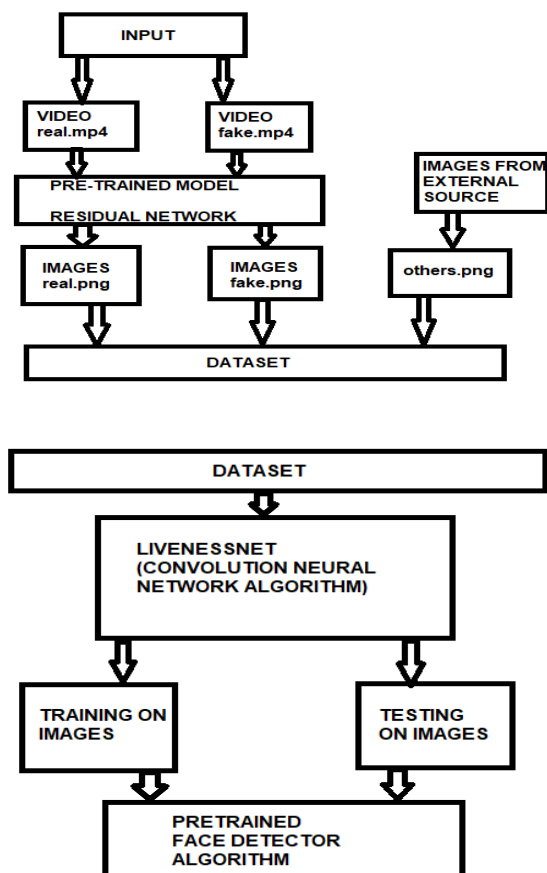 INPUT
VIDEO
real.mp4
VIDEO
fake.mp4
PRE-TRAINED MODEL
RESIDUAL NETWORK
IMAGES FROM
EXTERNAL
SOURCE
IMAGES
real.png
IMAGES
fake.png
others.png
DATASET
DATASET
LIVENESSNET
(CONVOLUTION NEURAL
NETWORK ALGORITHM)
TRAINING ON
IMAGES
TESTING
ON IMAGES
PRETRAINED
FACE DETECTOR
ALGORITHM